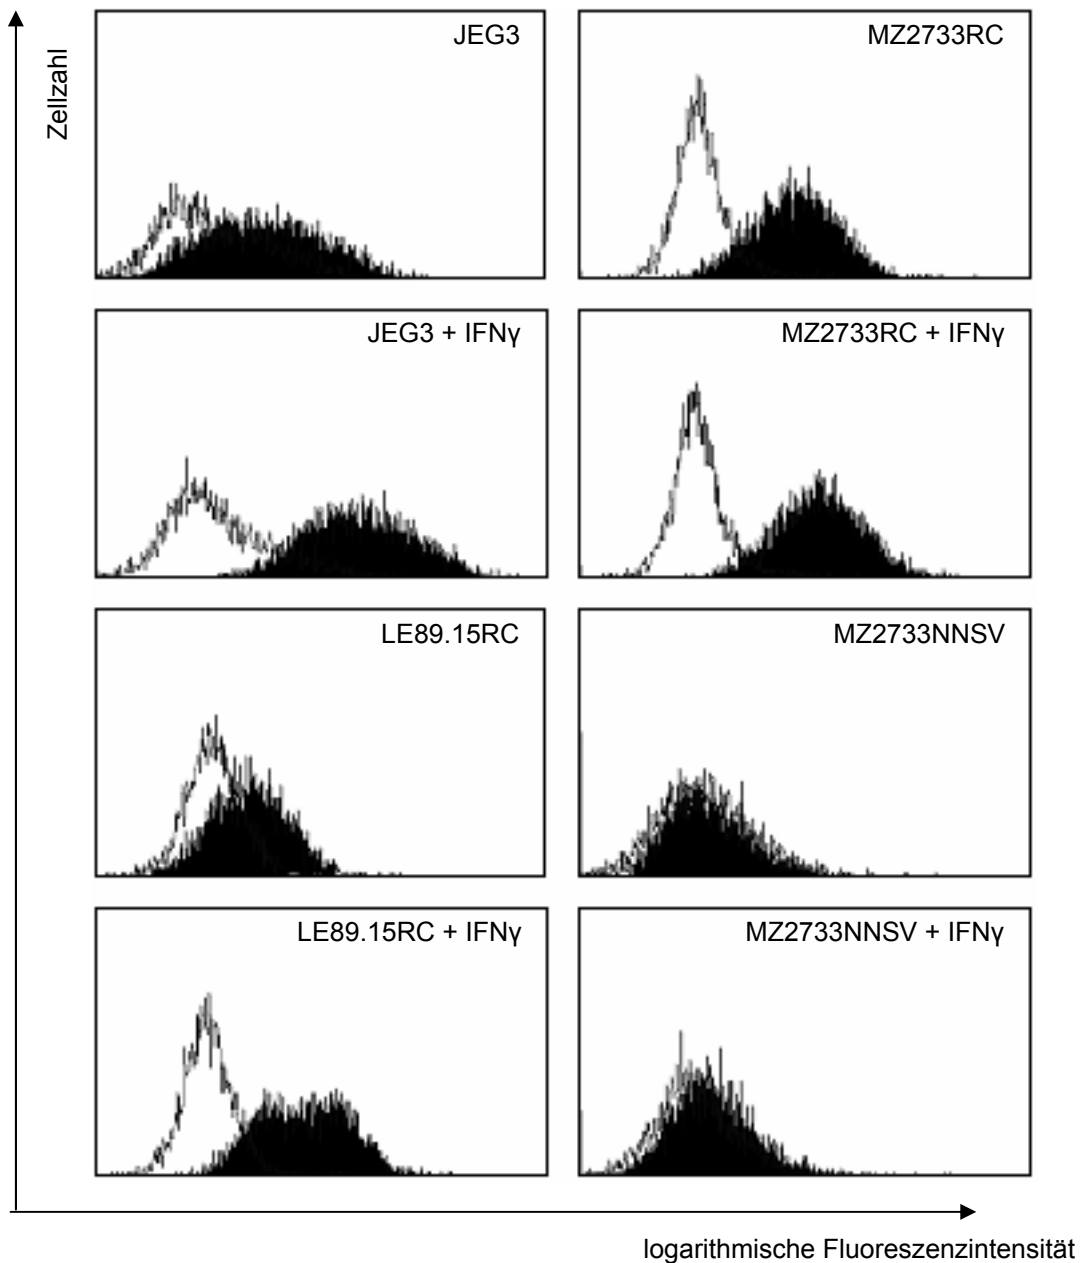 Zellzahl
JEG3
MZ2733RC
JEG3 + IFNγ
MZ2733RC + IFNγ
LE89.15RC
MZ2733NNSV
LE89.15RC + IFNγ
MZ2733NNSV + IFNγ
logarithmische Fluoreszenzintensität